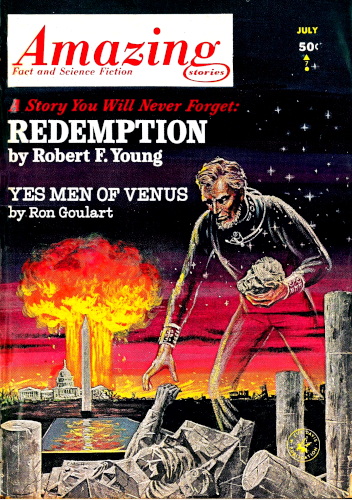 Amazing
Fact and Science Fiction
stories
JULY
50¢
A Story You Will Never Forget:
REDEMPTION
by Robert F. Young
YES MEN OF VENUS
by Ron Goulart